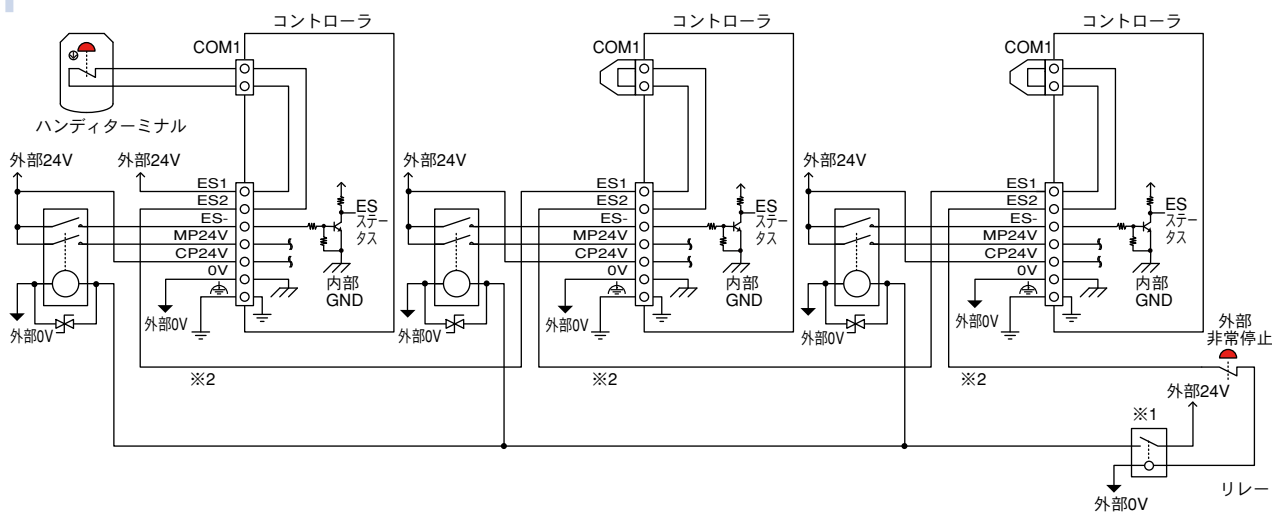 コントローラ
コントローラ
コントローラ
COM1
COM1
COM1
ハンディターミナル
外部24V
外部24V
外部24V
外部24V
ES1
ES2
ES-
MP24V
CP24V
0V
ES
ステー
タス
内部
GND
外部0V
外部0V
ES1
ES2
ES-
MP24V
CP24V
0V
ES
ステー
タス
内部
GND
外部0V
外部0V
ES1
ES2
ES-
MP24V
CP24V
0V
ES
ステー
タス
内部
GND
外部0V
外部0V
外部
非常停止
※2
※2
※2
外部24V
※1
リレー
外部0V